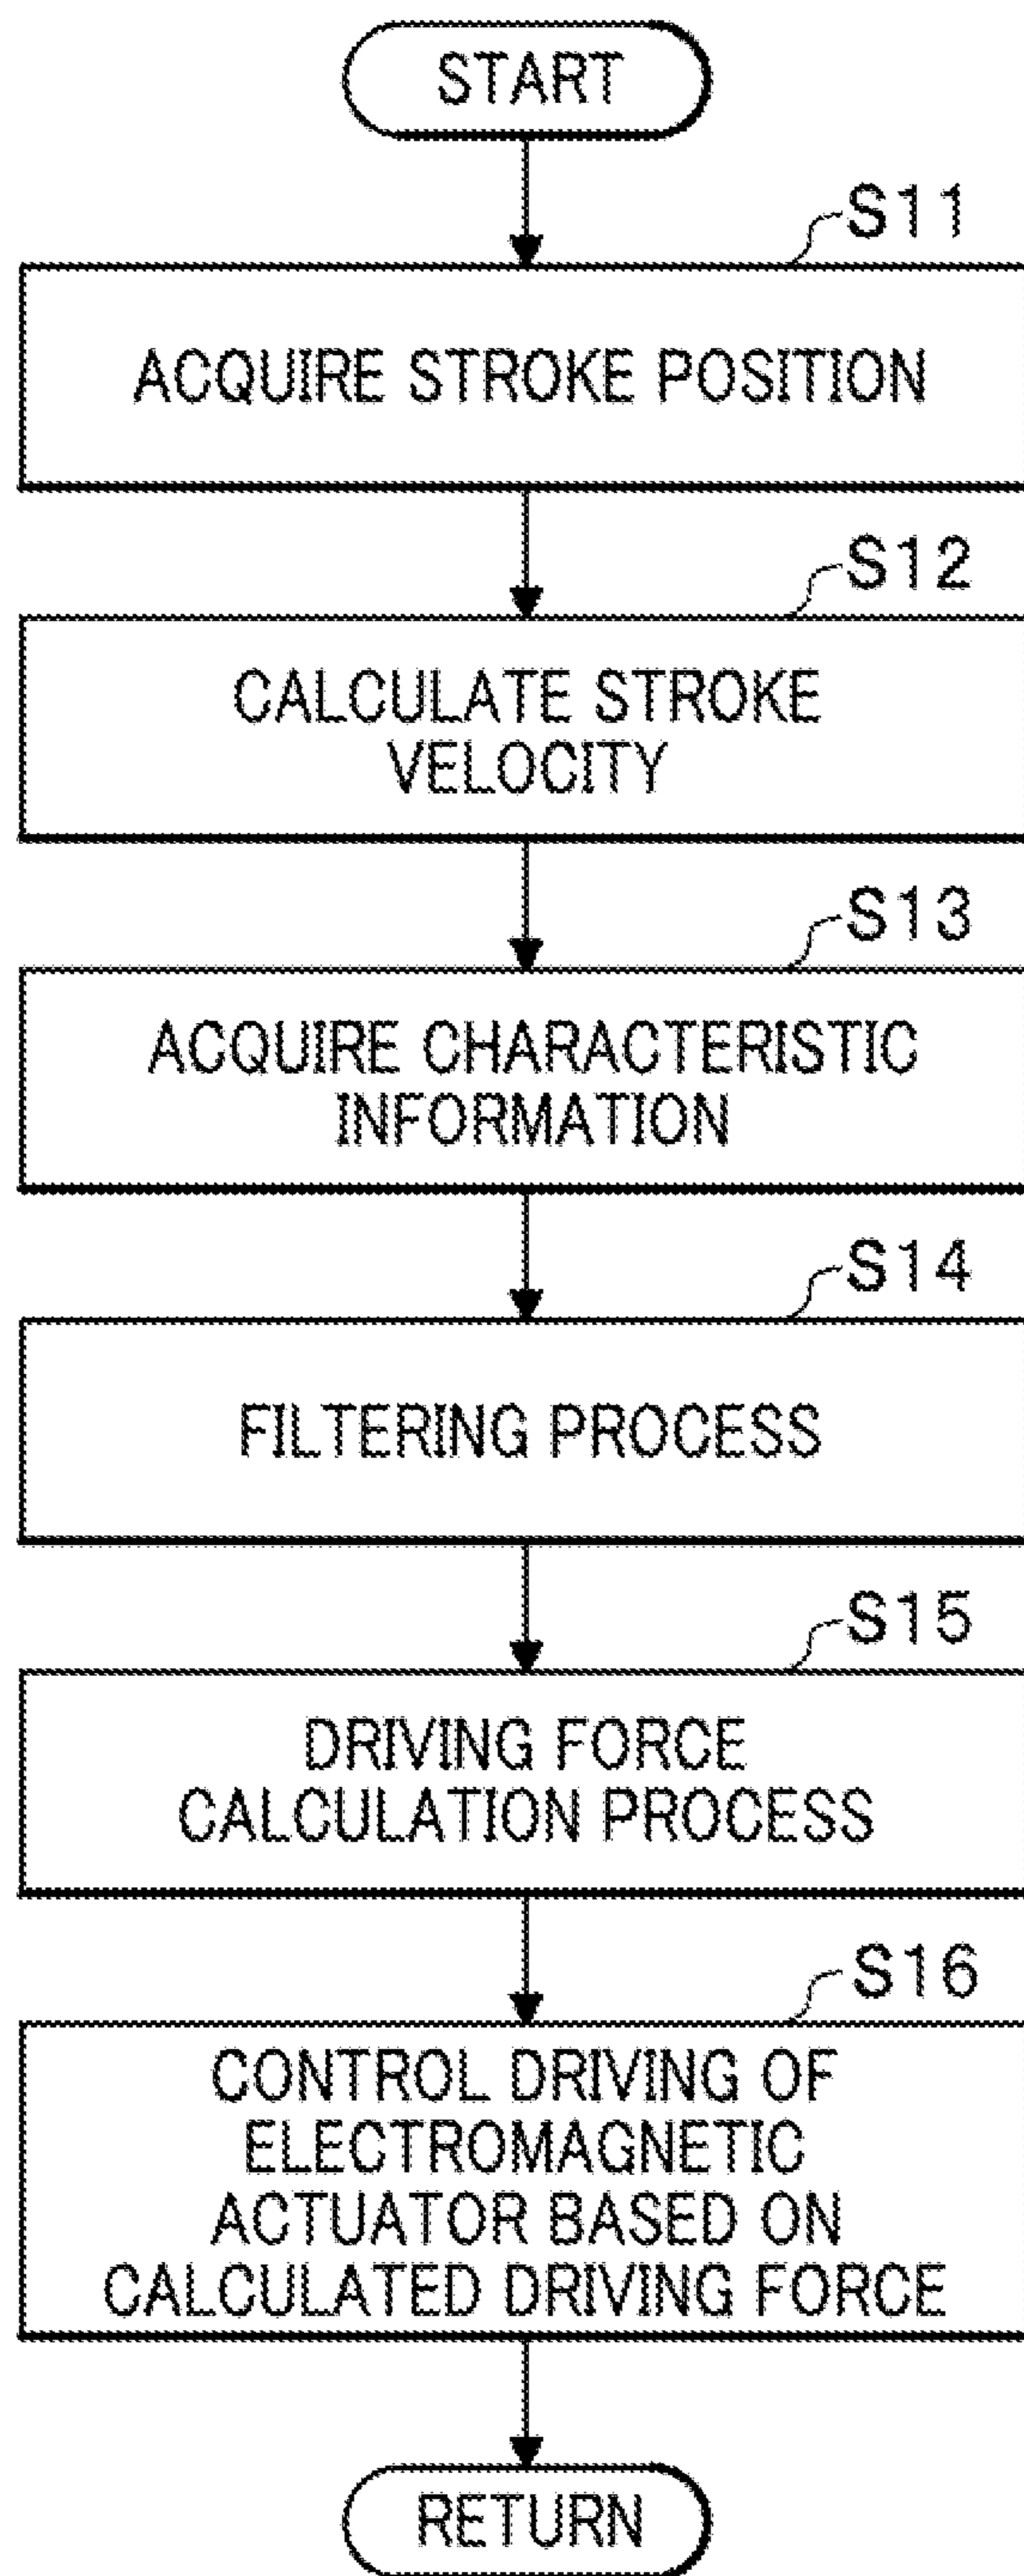 START
S11
ACQUIRE STROKE POSITION
S12
CALCULATE STROKE
VELOCITY
S13
ACQUIRE CHARACTERISTIC
INFORMATION
S14
FILTERING PROCESS
S15
DRIVING FORCE
CALCULATION PROCESS
S16
CONTROL DRIVING OF
ELECTROMAGNETIC
ACTUATOR BASED ON
CALCULATED DRIVING FORCE
RETURN